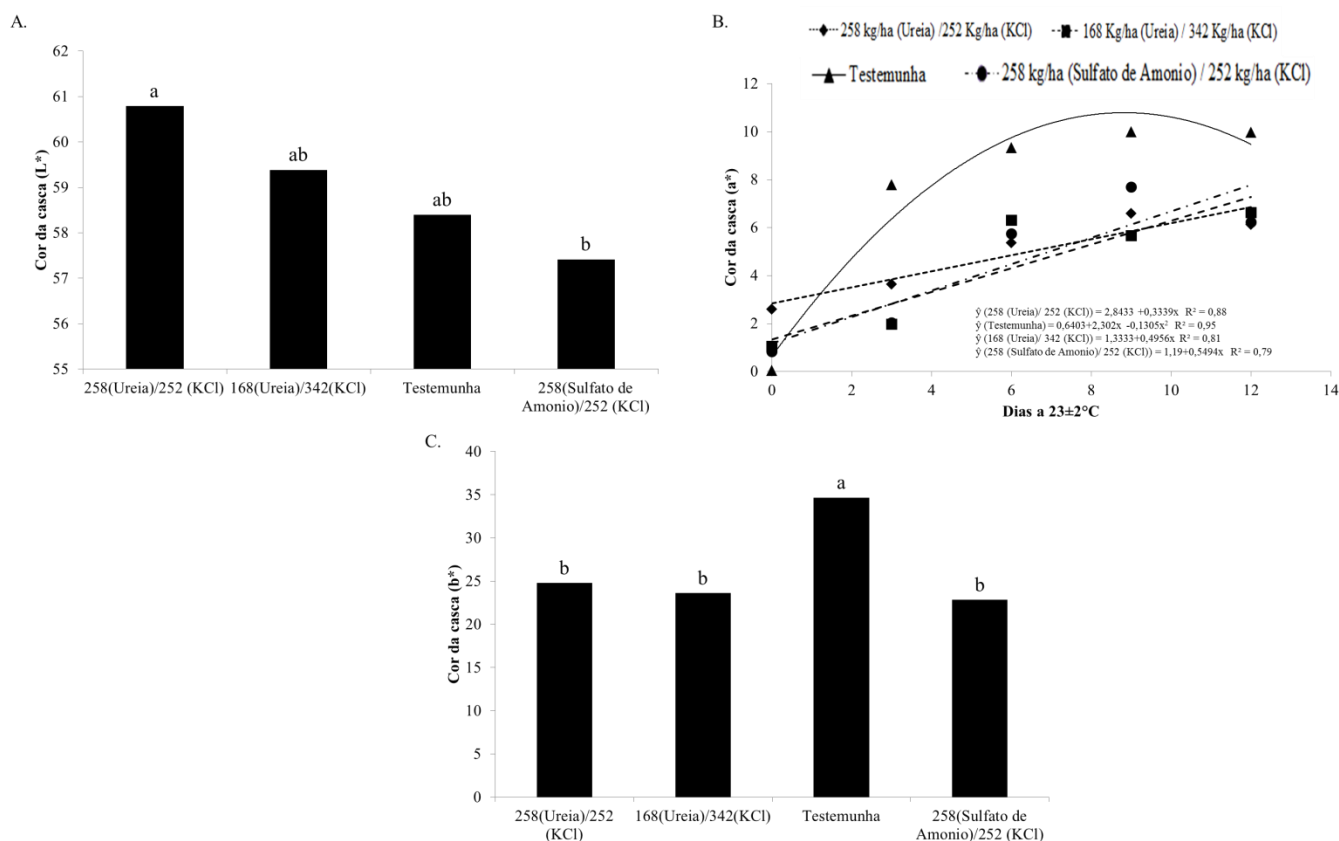 A.
Cor da casca (L*)
62
61
60
59
58
57
56
55
a
ab
ab
b
258(Ureia)/252 (KCl)
168(Ureia)/342(KCl)
Testemunha
258(Sulfato de
Amonio)/252 (KCl)
B.
258 kg/ha (Ureia) /252 Kg/ha (KCl)
168 Kg/ha (Ureia) / 342 Kg/ha (KCl)
Testemunha
258 kg/ha (Sulfato de Amonio) / 252 kg/ha (KCl)
Cor da casca (a*)
12
10
8
6
4
2
0
ŷ (258 (Ureia)/ 252 (KCl)) = 2,8433 +0,3339x R² = 0,88
ŷ (Testemunha) = 0,6403+2,302x -0,1305x² R² = 0,95
ŷ (168 (Ureia)/ 342 (KCl)) = 1,3333+0,4956x R² = 0,81
ŷ (258 (Sulfato de Amonio)/ 252 (KCl)) = 1,19+0,5494x R² = 0,79
0 2 4 6 8 10 12 14
Dias a 23±2°C
C.
Cor da casca (b*)
40
35
30
25
20
15
10
5
0
b
b
a
b
258(Ureia)/252
(KCl)
168(Ureia)/342(KCl)
Testemunha
258(Sulfato de
Amonio)/252 (KCl)